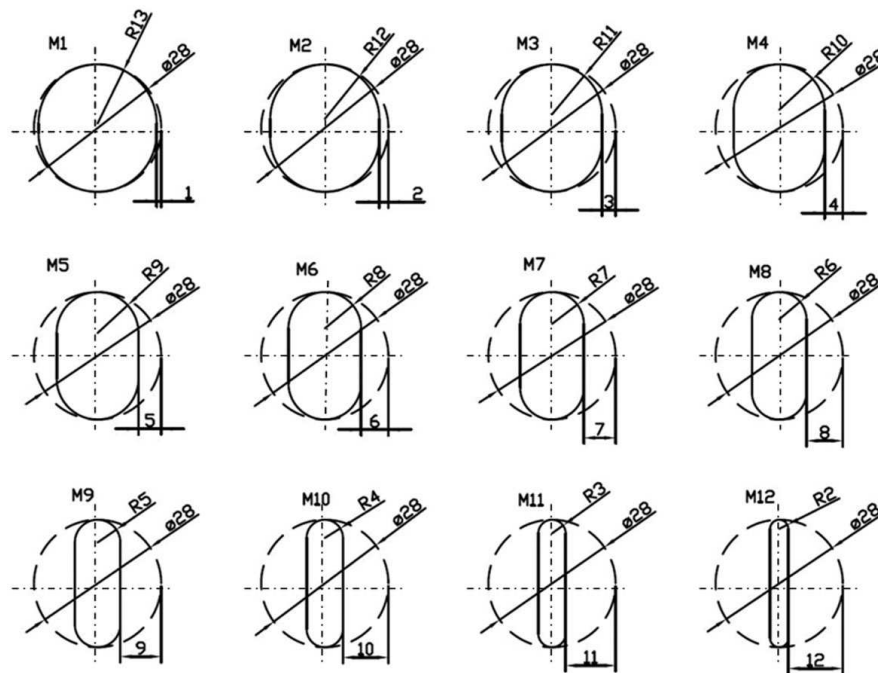 M1 R13 ø28
1
M2 R12 ø28
2
M3 R11 ø28
3
M4 R10 ø28
4
M5 R9 ø28
5
M6 R8 ø28
6
M7 R7 ø28
7
M8 R6 ø28
8
M9 R5 ø28
9
M10 R4 ø28
10
M11 R3 ø28
11
M12 R2 ø28
12